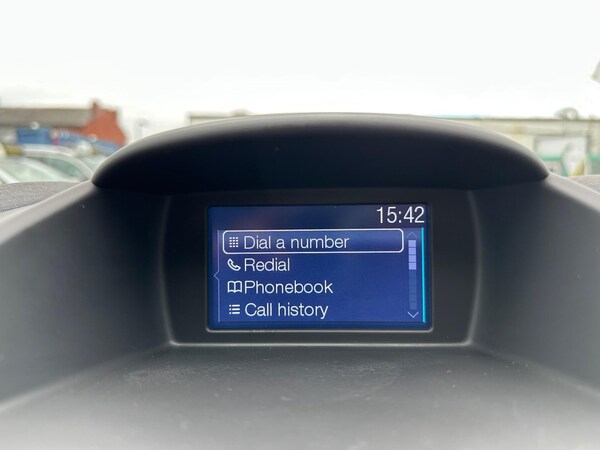 15:42
Dial a number
Redial
Phonebook
Call history